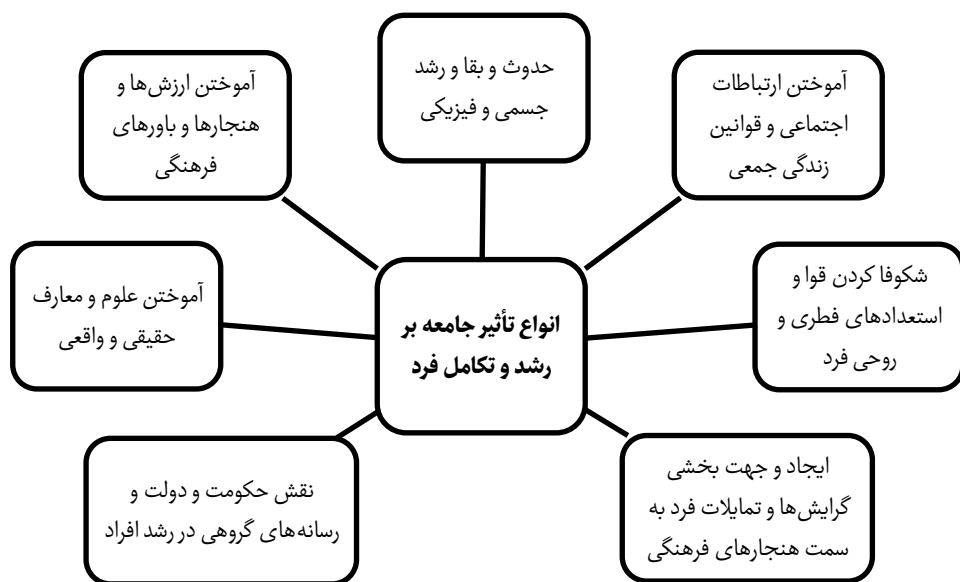 حدوث و بقا و رشد
جسمی و فیزیکی
آموختن ارتباطات
اجتماعی و قوانین
زندگی جمعی
شکوفا کردن قوا و
استعدادهای فطری و
روحی فرد
ایجاد و جهت بخشی
گرایش‌ها و تمایلات فرد به
سمت هنجارهای فرهنگی
نقش حکومت و دولت و
رسانه‌های گروهی در رشد افراد
آموختن علوم و معارف
حقیقی و واقعی
آموختن ارزش‌ها و
هنجارها و باورهای
فرهنگی
انواع تأثیر جامعه بر
رشد و تکامل فرد